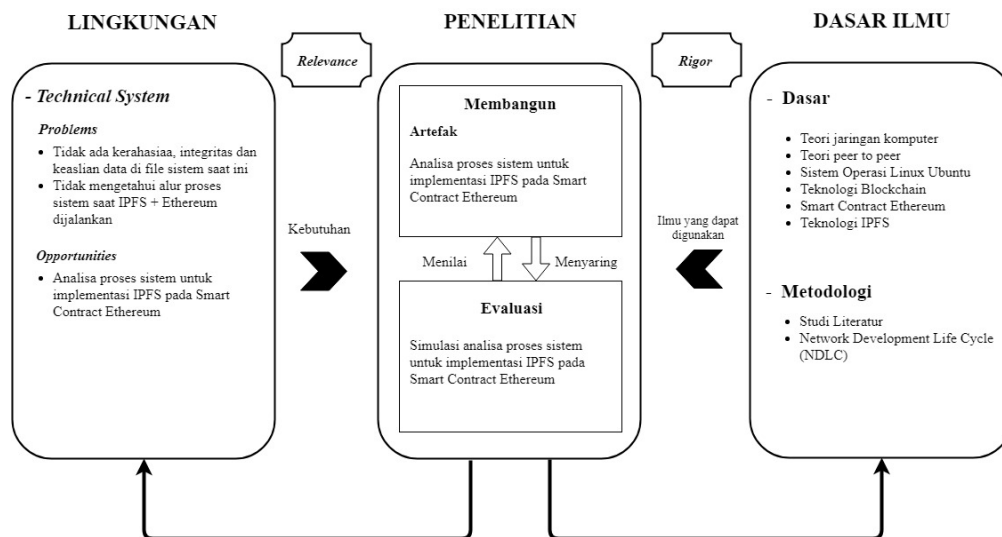 LINGKUNGAN
- Technical System
Problems
• Tidak ada kerahasiaa, integritas dan
keaslian data di file sistem saat ini
• Tidak mengetahui alur proses
sistem saat IPFS + Ethereum
dijalankan
Opportunities
• Analisa proses sistem untuk
implementasi IPFS pada Smart
Contract Ethereum
Relevance
Kebutuhan
PENELITIAN
Membangun
Artefak
Analisa proses sistem untuk
implementasi IPFS pada Smart
Contract Ethereum
Menilai
Menyaring
Evaluasi
Simulasi analisa proses sistem
untuk implementasi IPFS pada
Smart Contract Ethereum
Rigor
Ilmu yang dapat
digunakan
DASAR ILMU
- Dasar
• Teori jaringan komputer
• Teori peer to peer
• Sistem Operasi Linux Ubuntu
• Teknologi Blockchain
• Smart Contract Ethereum
• Teknologi IPFS
- Metodologi
• Studi Literatur
• Network Development Life Cycle
(NDLC)